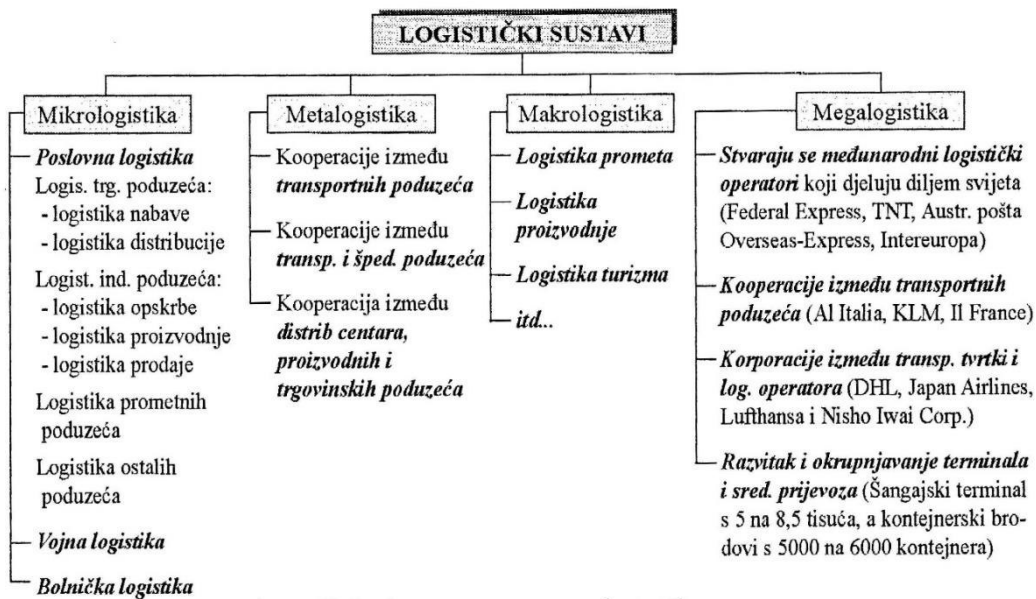 LOGISTIČKI SUSTAVI
Mikrologistika
Poslovna logistika
Logis. trg. poduzeća:
- logistika nabave
- logistika distribucije
Logist. ind. poduzeća:
- logistika opskrbe
- logistika proizvodnje
- logistika prodaje
Logistika prometnih
poduzeća
Logistika ostalih
poduzeća
Vojna logistika
Bolnička logistika
Metalogistika
Kooperacije između
transportnih poduzeća
Kooperacije između
transp. i šped. poduzeća
Kooperacija između
distrib centara,
proizvodnih i
trgovinskih poduzeća
Makrologistika
Logistika prometa
Logistika
proizvodnje
Logistika turizma
itd...
Megalogistika
Stvaraju se međunarodni logistički
operatori koji djeluju diljem svijeta
(Federal Express, TNT, Austr. pošta
Overseas-Express, Intereuropa)
Kooperacije između transportnih
poduzeća (Al Italia, KLM, Il France)
Korporacije između transp. tvrtki i
log. operatora (DHL, Japan Airlines,
Lufthansa i Nisho Iwai Corp.)
Razvitak i okrupnjavanje terminala
i sred. prijevoza (Šangajski terminal
s 5 na 8,5 tisuća, a kontejnerski bro-
dovi s 5000 na 6000 kontejnera)